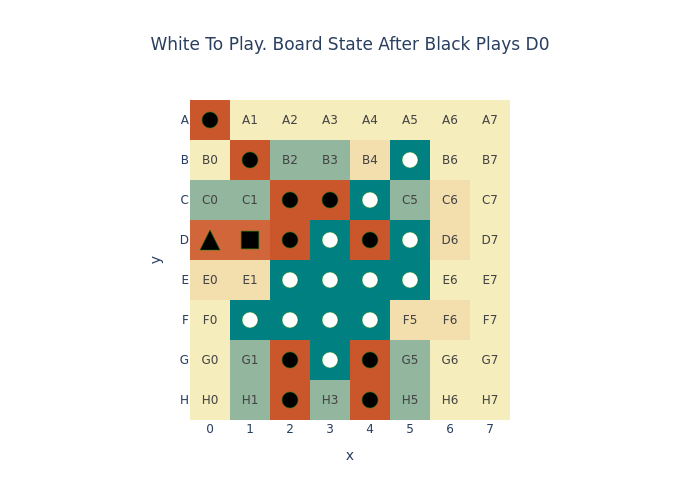 White To Play. Board State After Black Plays D0
A A1 A2 A3 A4 A5 A6 A7
B B0 B2 B3 B4 B6 B7
C C0 C1 C5 C6 C7
D D6 D7
E E0 E1 E6 E7
F F0 F5 F6 F7
G G0 G1 G5 G6 G7
H H0 H1 H3 H5 H6 H7
0 1 2 3 4 5 6 7
x
y